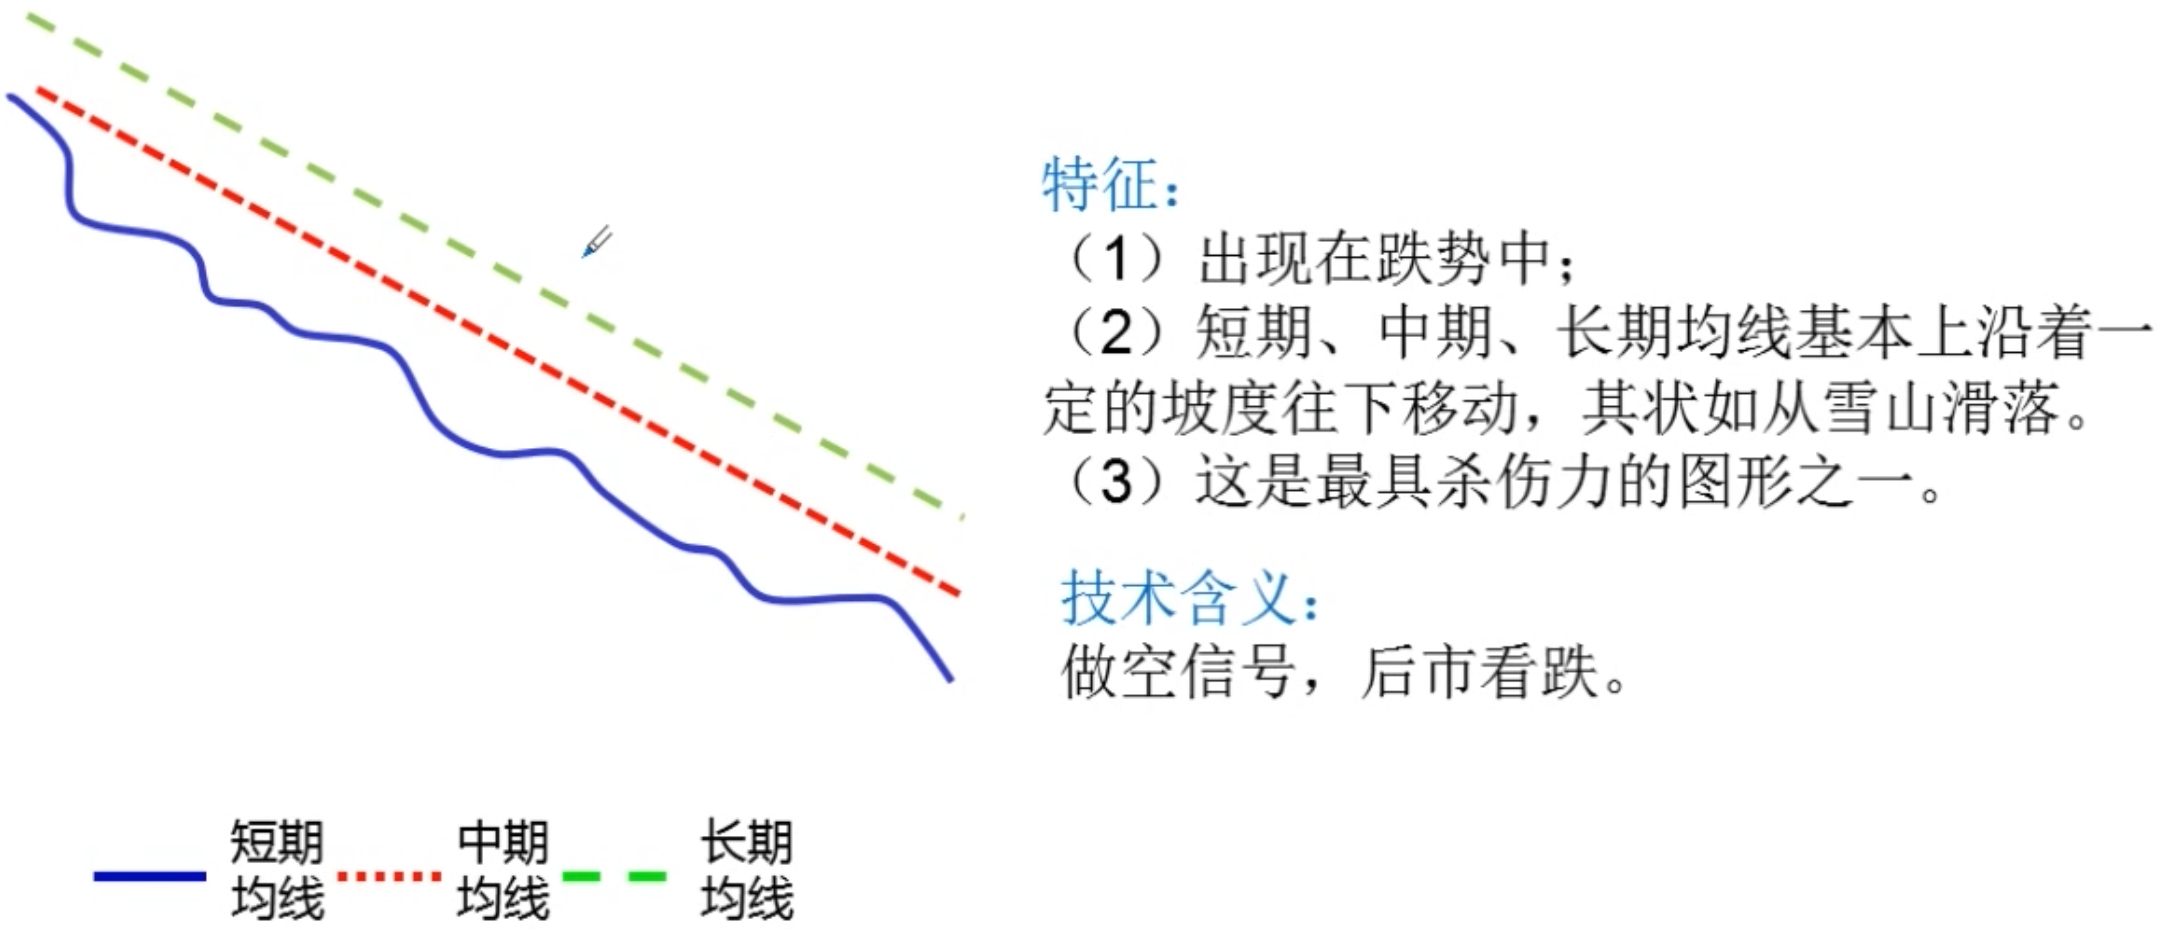 特征：
（1）出现在跌势中；
（2）短期、中期、长期均线基本上沿着一
定的坡度往下移动，其状如从雪山滑落。
（3）这是最具杀伤力的图形之一。
技术含义：
做空信号，后市看跌。
短期
均线
中期
均线
长期
均线